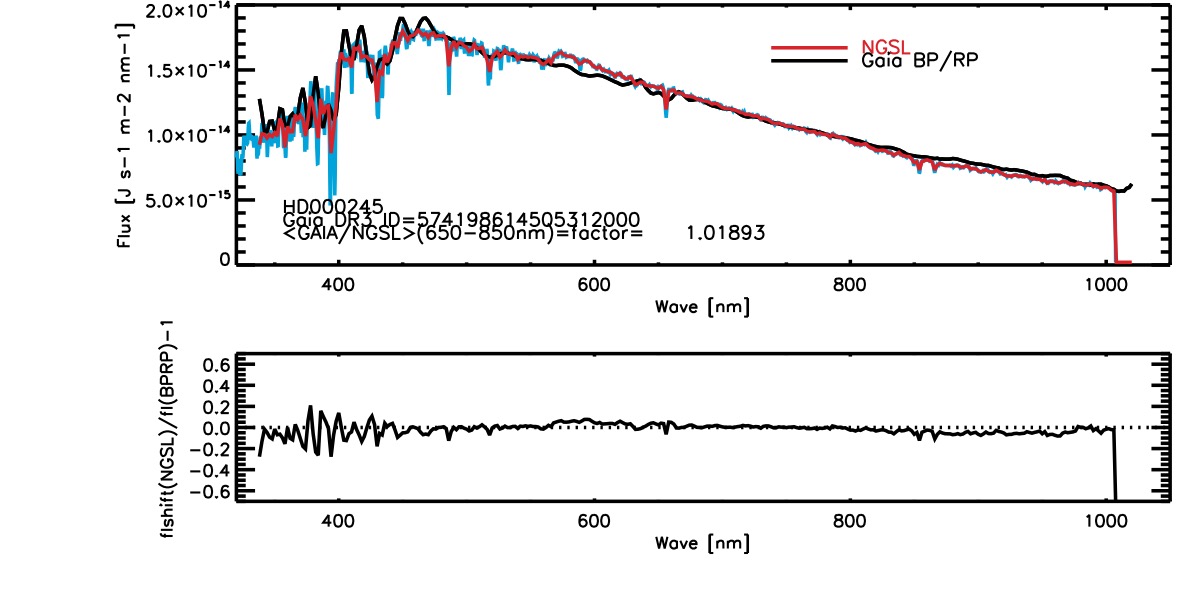 2.0×10−14
1.5×10−14
1.0×10−14
5.0×10−15
0
Flux [J s−1 m−2 nm−1]
NGSL
Gaia BP/RP
HD000245
Gaia DR3 ID=574198614505312000
<GAIA/NGSL>(650−850nm)=factor= 1.01893
400 600 800 1000
Wave [nm]
flshift(NGSL)/fl(BPRP)−1
0.6
0.4
0.2
0.0
−0.2
−0.4
−0.6
400 600 800 1000
Wave [nm]